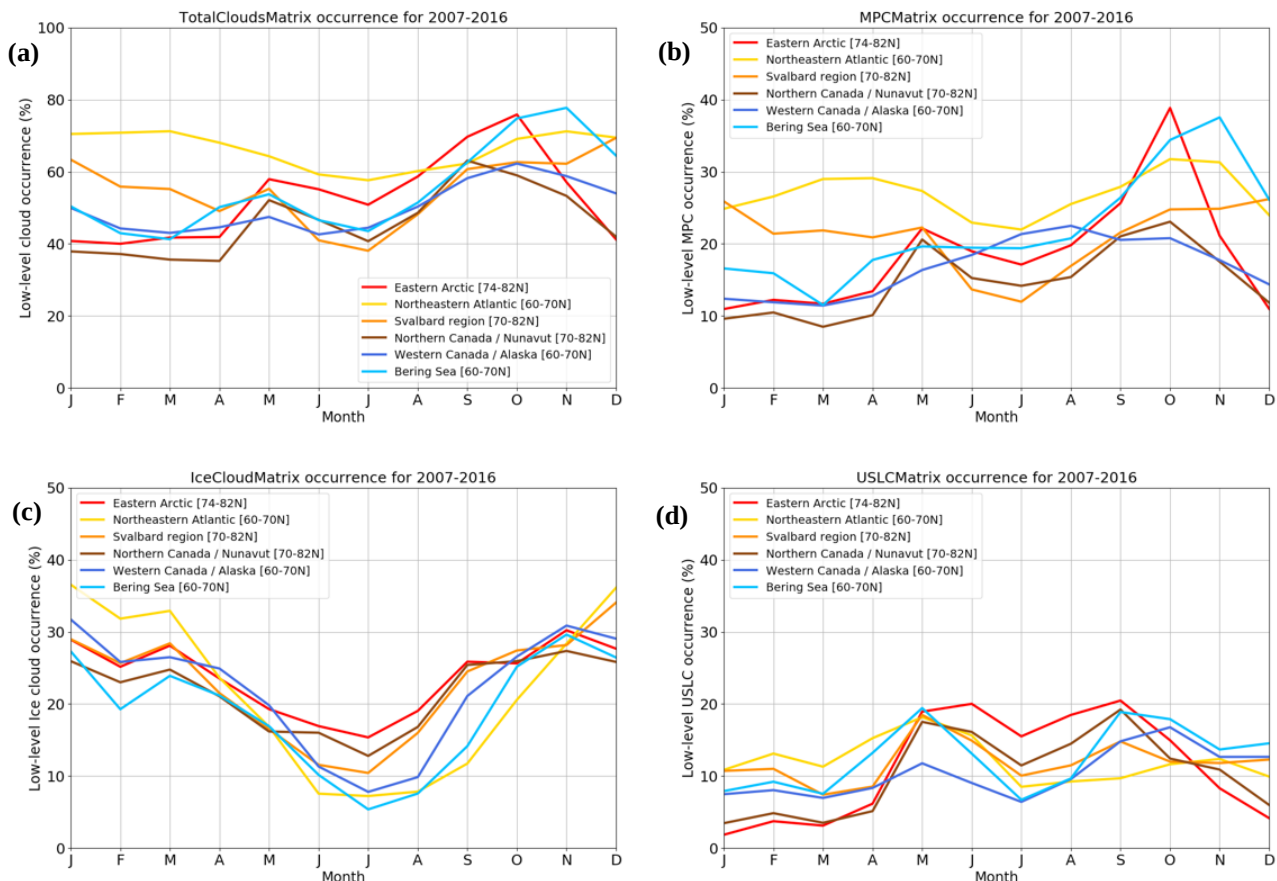 TotalCloudsMatrix occurrence for 2007-2016
(a)
Low-level cloud occurrence (%)
100
80
60
40
20
0
Eastern Arctic [74-82N]
Northeastern Atlantic [60-70N]
Svalbard region [70-82N]
Northern Canada / Nunavut [70-82N]
Western Canada / Alaska [60-70N]
Bering Sea [60-70N]
J F M A M J J A S O N D
Month
MPCMatrix occurrence for 2007-2016
(b)
Low-level MPC occurrence (%)
50
40
30
20
10
0
Eastern Arctic [74-82N]
Northeastern Atlantic [60-70N]
Svalbard region [70-82N]
Northern Canada / Nunavut [70-82N]
Western Canada / Alaska [60-70N]
Bering Sea [60-70N]
J F M A M J J A S O N D
Month
IceCloudMatrix occurrence for 2007-2016
(c)
Low-level Ice cloud occurrence (%)
50
40
30
20
10
0
Eastern Arctic [74-82N]
Northeastern Atlantic [60-70N]
Svalbard region [70-82N]
Northern Canada / Nunavut [70-82N]
Western Canada / Alaska [60-70N]
Bering Sea [60-70N]
J F M A M J J A S O N D
Month
USLCMatrix occurrence for 2007-2016
(d)
Low-level USLC occurrence (%)
50
40
30
20
10
0
Eastern Arctic [74-82N]
Northeastern Atlantic [60-70N]
Svalbard region [70-82N]
Northern Canada / Nunavut [70-82N]
Western Canada / Alaska [60-70N]
Bering Sea [60-70N]
J F M A M J J A S O N D
Month